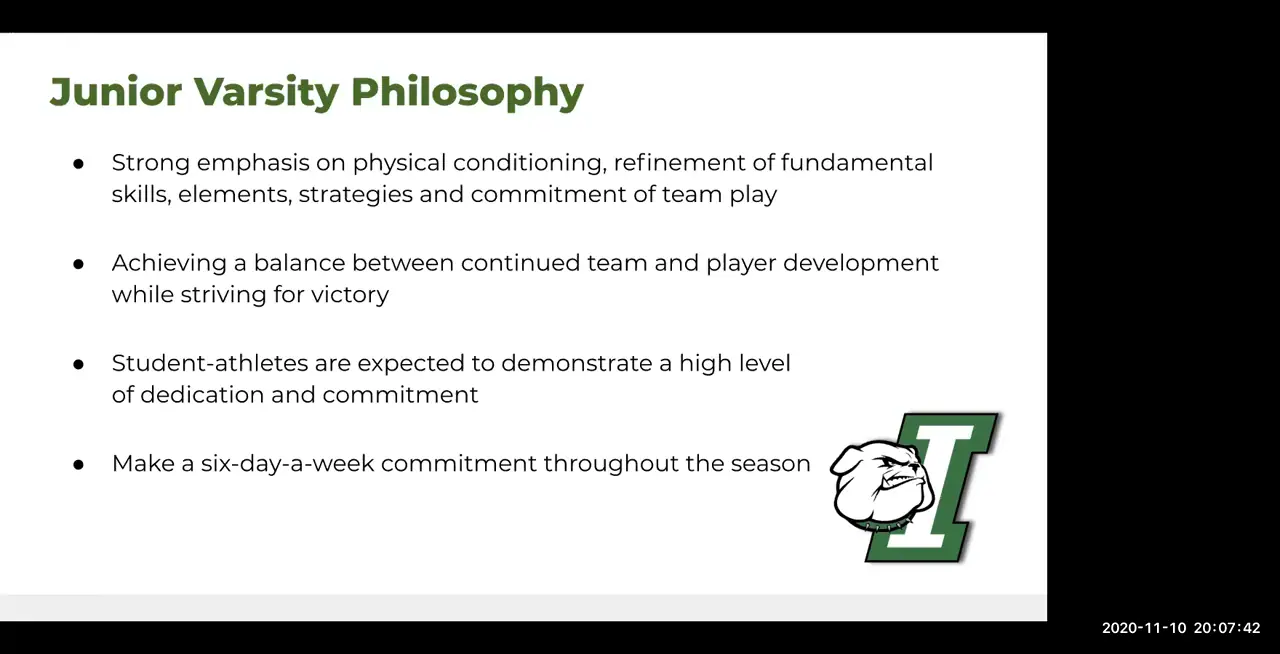 Junior Varsity Philosophy
● Strong emphasis on physical conditioning, refinement of fundamental
skills, elements, strategies and commitment of team play
● Achieving a balance between continued team and player development
while striving for victory
● Student-athletes are expected to demonstrate a high level
of dedication and commitment
● Make a six-day-a-week commitment throughout the season
I
2020-11-10 20:07:42